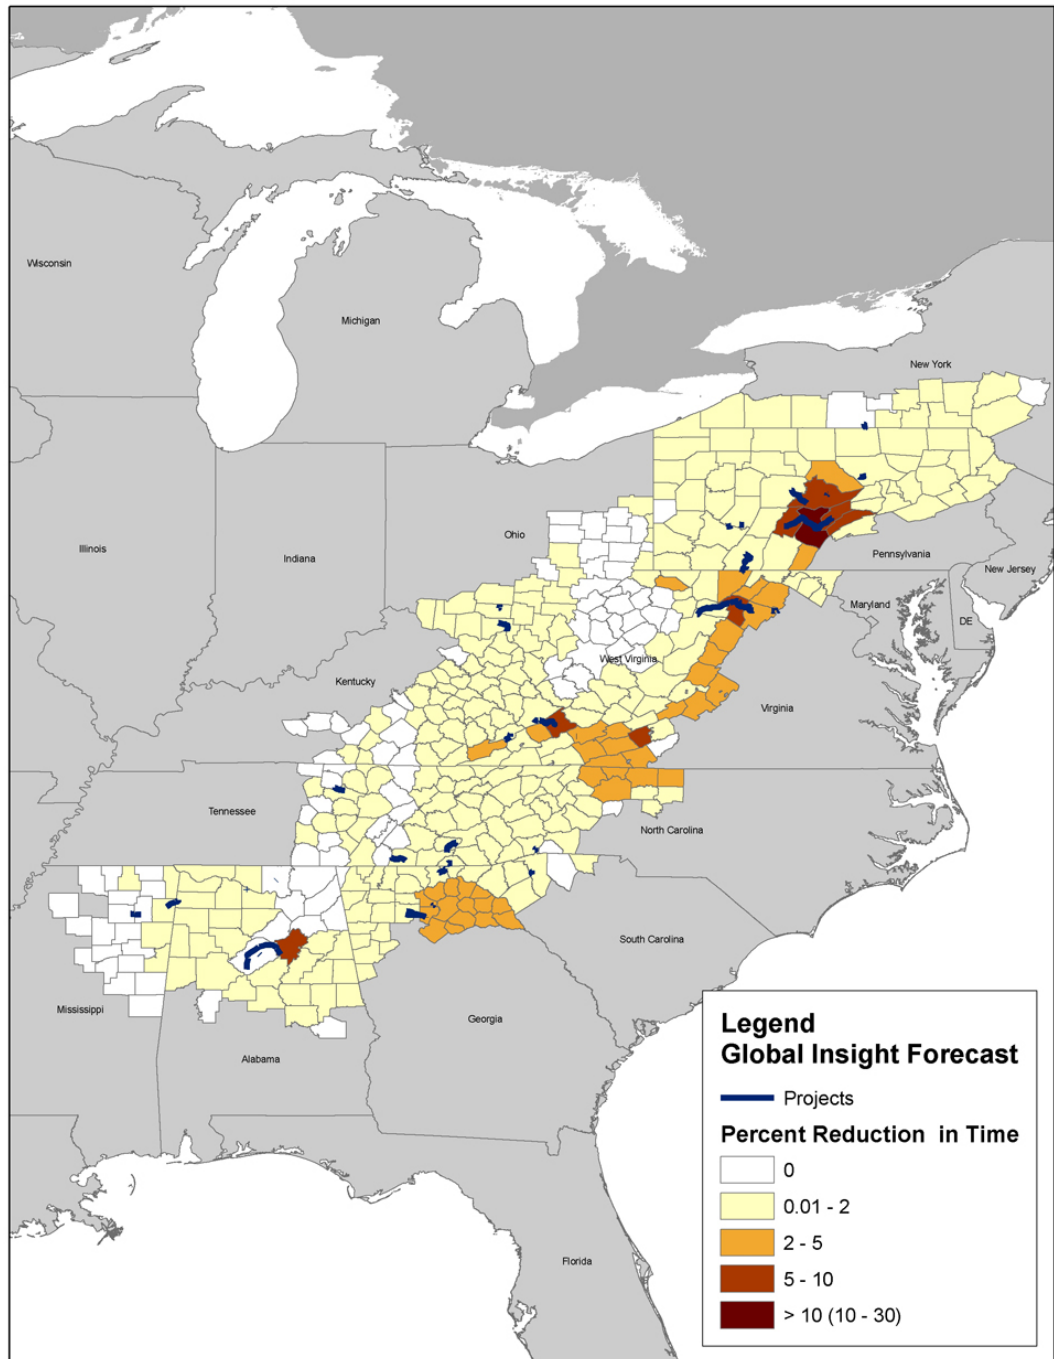 Wisconsin
Michigan
New York
Illinois
Indiana
Ohio
Pennsylvania
New Jersey
Maryland
DE
West Virginia
Kentucky
Virginia
Tennessee
North Carolina
South Carolina
Mississippi
Georgia
Alabama
Florida
Legend
Global Insight Forecast
Projects
Percent Reduction in Time
0
0.01 - 2
2 - 5
5 - 10
> 10 (10 - 30)